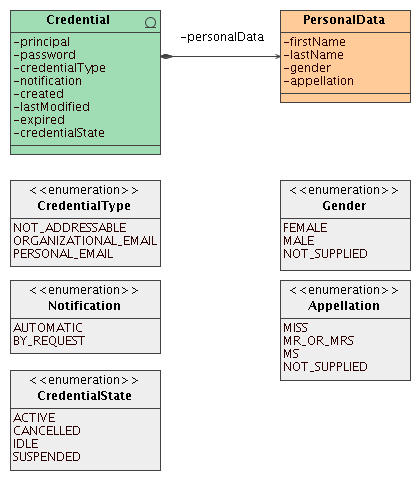 Credential
-principal
-password
-credentialType
-notification
-created
-lastModified
-expired
-credentialState
-personalData
PersonalData
-firstName
-lastName
-gender
-appellation
<<enumeration>>
CredentialType
NOT_ADDRESSABLE
ORGANIZATIONAL_EMAIL
PERSONAL_EMAIL
<<enumeration>>
Gender
FEMALE
MALE
NOT_SUPPLIED
<<enumeration>>
Notification
AUTOMATIC
BY_REQUEST
<<enumeration>>
Appellation
MISS
MR_OR_MRS
MS
NOT_SUPPLIED
<<enumeration>>
CredentialState
ACTIVE
CANCELLED
IDLE
SUSPENDED